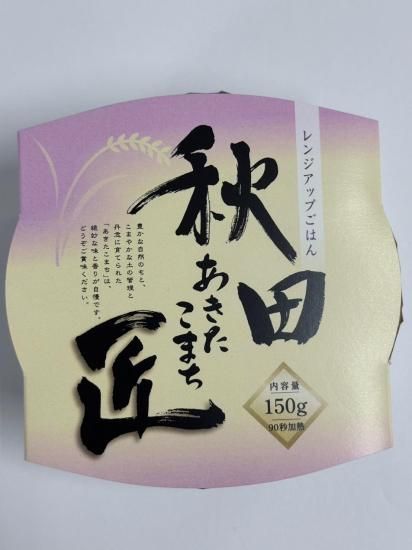 レンジアップごはん
秋田
あきた
こまち
匠
豊かな自然のもと、
こまやかな土の管理と
丹念に育てられた
「あきたこまち」は、
絶妙な味と香りが自慢です。
どうぞご賞味ください。
内容量
150g
90秒加熱